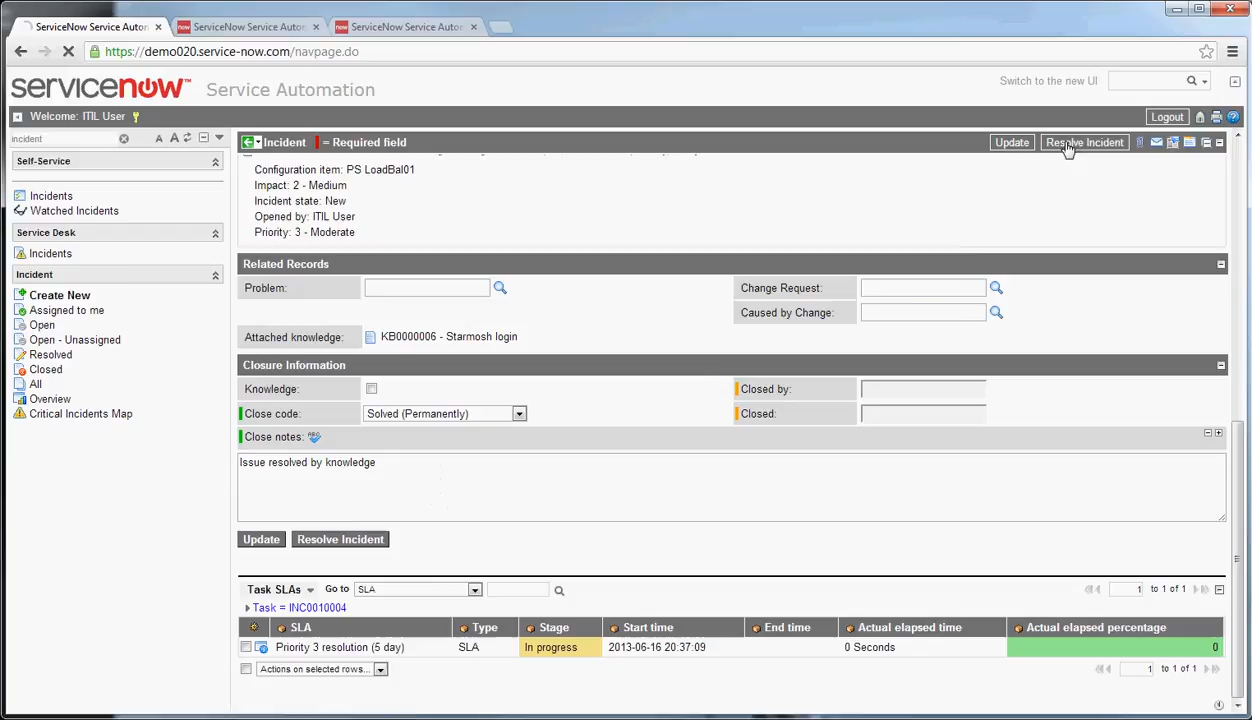 ServiceNow Service Auton
ServiceNow Service Autor
ServiceNow Service Autor
https://demo020.service-now.com/navpage.do
servicenow™ Service Automation
Switch to the new UI
Welcome: ITIL User
Logout
incident
A A
Incident = Required field
Update
Resolve Incident
Self-Service
Incidents
Watched Incidents
Service Desk
Incidents
Incident
Create New
Assigned to me
Open
Open - Unassigned
Resolved
Closed
All
Overview
Critical Incidents Map
Configuration item: PS LoadBal01
Impact: 2 - Medium
Incident state: New
Opened by: ITIL User
Priority: 3 - Moderate
Related Records
Problem:
Change Request:
Caused by Change:
Attached knowledge: KB0000006 - Starmosh login
Closure Information
Knowledge:
Closed by:
Close code: Solved (Permanently)
Closed:
Close notes:
Issue resolved by knowledge
Update Resolve Incident
Task SLAs Go to SLA
1 to 1 of 1
Task = INC0010004
SLA Type Stage Start time End time Actual elapsed time Actual elapsed percentage
Priority 3 resolution (5 day) SLA In progress 2013-06-16 20:37:09 0 Seconds 0
Actions on selected rows...
1 to 1 of 1